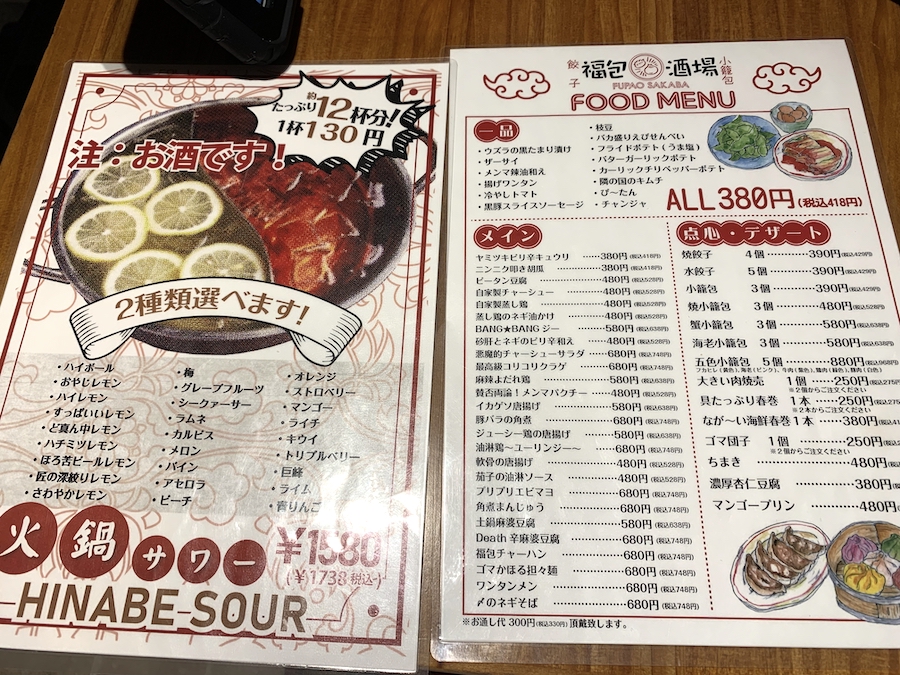 約
たっぷり12杯分!
1杯130円
注：お酒です！
2種類選べます!
・ハイボール
・おやじレモン
・ハイレモン
・すっぱいいレモン
・ど真ん中レモン
・ハチミツレモン
・ほろ苦ビールレモン
・匠の深絞りレモン
・さわやかレモン
・梅
・グレープフルーツ
・シークァーサー
・ラムネ
・カルピス
・メロン
・パイン
・アセロラ
・ピーチ
・オレンジ
・ストロベリー
・マンゴー
・ライチ
・キウイ
・トリプルベリー
・巨峰
・ライム
・青りんご
火鍋サワー
¥1580
(¥1738税込)
HINABE-SOUR
餃子 福包酒場 小籠包
FUPAO SAKABA
FOOD MENU
一品
・ウズラの黒たまり漬け
・ザーサイ
・メンマ辣油和え
・揚げワンタン
・冷やしトマト
・黒豚スライスソーセージ
・枝豆
・バカ盛りえびせんべい
・フライドポテト(うま塩)
・バターガーリックポテト
・カーリックチリペッパーポテト
・隣の国のキムチ
・ぴーたん
・チャンジャ
ALL 380円(税込418円)
メイン
ヤミツキピリ辛キュウリ ……380円(税込418円)
ニンニク叩き胡瓜 ……380円(税込418円)
ピータン豆腐 ……480円(税込528円)
自家製チャーシュー ……480円(税込528円)
自家製蒸し鶏 ……480円(税込528円)
蒸し鶏のネギ油かけ ……480円(税込528円)
BANG★BANG ジー ……580円(税込638円)
砂肝とネギのピリ辛和え ……480円(税込528円)
悪魔的チャーシューサラダ ……680円(税込748円)
最高級コリコリクラゲ ……680円(税込748円)
麻辣よだれ鶏 ……580円(税込638円)
賛否両論！メンマパクチー ……480円(税込528円)
イカゲソ唐揚げ ……580円(税込638円)
豚バラの角煮 ……680円(税込748円)
ジューシー鶏の唐揚げ ……580円(税込638円)
油淋鶏〜ユーリンジー〜 ……680円(税込748円)
軟骨の唐揚げ ……480円(税込528円)
茄子の油淋ソース ……480円(税込528円)
プリプリエビマヨ ……680円(税込748円)
角煮まんじゅう ……680円(税込748円)
土鍋麻婆豆腐 ……580円(税込638円)
Death 辛麻婆豆腐 ……680円(税込748円)
福包チャーハン ……680円(税込748円)
ゴマかほる担々麺 ……680円(税込748円)
ワンタンメン ……680円(税込748円)
〆のネギそば ……680円(税込748円)
※お通し代 300円(税込330円)頂戴致します。
点心・デザート
焼餃子 4個 ……390円(税込429円)
水餃子 5個 ……390円(税込429円)
小籠包 3個 ……390円(税込429円)
焼小籠包 3個 ……480円(税込528円)
蟹小籠包 3個 ……580円(税込638円)
海老小籠包 3個 ……580円(税込638円)
五色小籠包 5個 ……880円(税込968円)
フカヒレ(黄色)、海老(ピンク)、牛肉(紫色)、鶏肉(緑色)、豚肉(白色)
大きい肉焼売 1個 ……250円(税込275
※2個からご注文ください
具たっぷり春巻 1本 ……250円(税込275
※2本からご注文ください
なが〜い海鮮春巻1本 ……380円(税込41
ゴマ団子 1個 ……250円(税込2
※2個からご注文ください
ちまき ……480円(税込
濃厚杏仁豆腐 ……380円(税込
マンゴープリン ……480円(税込